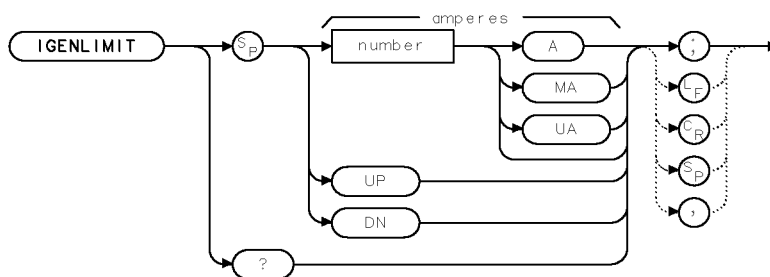 amperes
IGENLIMIT
SP
number
A
;
MA
LF
UA
CR
UP
SP
DN
,
?